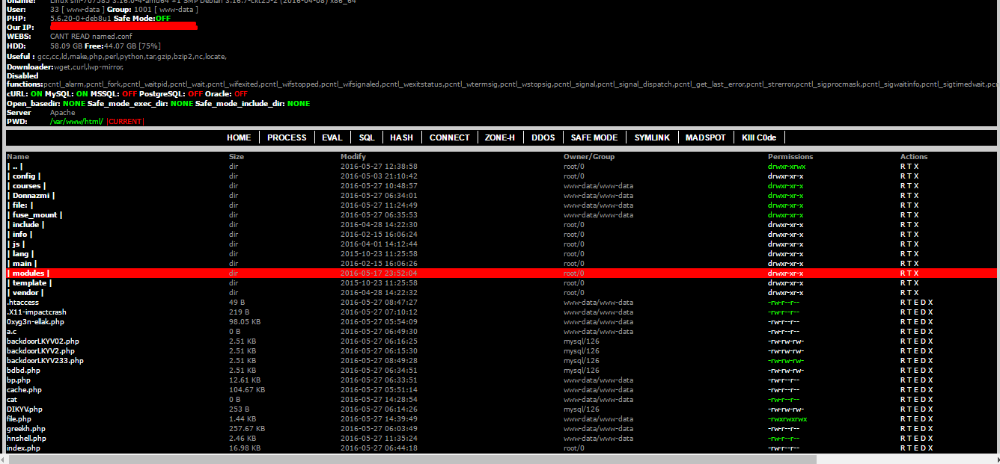 Uname: Linux sm-707585 3.16.0-4-amd64 #1 SMP Debian 3.16.7-ckt25-2 (2016-04-08) x86_64
User: 33 [ www-data ] Group: 1001 [ www-data ]
PHP: 5.6.20-0+deb8u1 Safe Mode:OFF
Our IP:
WEBS: CANT READ named.conf
HDD: 58.09 GB Free:44.07 GB [75%]
Useful : gcc,cc,ld,make,php,perl,python,tar,gzip,bzip2,nc,locate,
Downloader:wget,curl,lwp-mirror,
Disabled
functions:pcntl_alarm,pcntl_fork,pcntl_waitpid,pcntl_wait,pcntl_wifexited,pcntl_wifstopped,pcntl_wifsignaled,pcntl_wexitstatus,pcntl_wtermsig,pcntl_wstopsig,pcntl_signal,pcntl_signal_dispatch,pcntl_get_last_error,pcntl_strerror,pcntl_sigprocmask,pcntl_sigwaitinfo,pcntl_sigtimedwait,
cURL: ON MySQL: ON MSSQL: OFF PostgreSQL: OFF Oracle: OFF
Open_basedir: NONE Safe_mode_exec_dir: NONE Safe_mode_include_dir: NONE
Server Apache
PWD: /var/www/html/ |CURRENT|
HOME PROCESS EVAL SQL HASH CONNECT ZONE-H DDOS SAFE MODE SYMLINK MADSPOT KIll C0de
Name Size Modify Owner/Group Permissions Actions
| .. | dir 2016-05-27 12:38:58 root/0 drwxr-xrwx R T X
| config | dir 2016-05-03 21:10:42 root/0 drwxr-xr-x R T X
| courses | dir 2016-05-27 10:48:57 www-data/www-data drwxr-xr-x R T X
| Donnazmi | dir 2016-05-27 06:34:01 www-data/www-data drwxr-xr-x R T X
| file: | dir 2016-05-27 11:24:49 www-data/www-data drwxr-xr-x R T X
| fuse_mount | dir 2016-05-27 06:35:53 www-data/www-data drwxr-xr-x R T X
| include | dir 2016-04-28 14:22:30 root/0 drwxr-xr-x R T X
| info | dir 2016-02-15 16:06:24 root/0 drwxr-xr-x R T X
| js | dir 2016-04-01 14:12:44 root/0 drwxr-xr-x R T X
| lang | dir 2015-10-23 11:25:58 root/0 drwxr-xr-x R T X
| main | dir 2016-02-15 16:06:26 root/0 drwxr-xr-x R T X
| modules | dir 2016-05-17 23:52:04 root/0 drwxr-xr-x R T X
| template | dir 2015-10-23 11:25:58 root/0 drwxr-xr-x R T X
| vendor | dir 2016-04-28 14:22:32 root/0 drwxr-xr-x R T X
.htaccess 49 B 2016-05-27 08:47:27 www-data/www-data -rw-r--r-- R T E D X
.X11-impactcrash 219 B 2016-05-27 07:10:12 www-data/www-data -rw-r--r-- R T E D X
0xyg3n-ellak.php 98.05 KB 2016-05-27 05:54:09 www-data/www-data -rw-r--r-- R T E D X
a.c 0 B 2016-05-27 06:49:30 www-data/www-data -rw-r--r-- R T E D X
backdoorLKYV02.php 2.51 KB 2016-05-27 06:16:25 mysql/126 -rw-rw-rw- R T E D X
backdoorLKYV2.php 2.51 KB 2016-05-27 06:15:30 mysql/126 -rw-rw-rw- R T E D X
backdoorLKYV233.php 2.51 KB 2016-05-27 08:49:28 mysql/126 -rw-rw-rw- R T E D X
bdbd.php 2.51 KB 2016-05-27 06:34:51 mysql/126 -rw-rw-rw- R T E D X
bp.php 12.61 KB 2016-05-27 06:33:51 www-data/www-data -rw-r--r-- R T E D X
cache.php 104.67 KB 2016-05-27 05:51:14 www-data/www-data -rw-r--r-- R T E D X
cat 0 B 2016-05-27 14:28:54 www-data/www-data -rw-r--r-- R T E D X
DIKYV.php 253 B 2016-05-27 06:14:26 mysql/126 -rw-rw-rw- R T E D X
file.php 1.44 KB 2016-05-27 14:39:49 www-data/www-data -rwxrwxrwx R T E D X
greekh.php 257.67 KB 2016-05-27 06:03:49 www-data/www-data -rw-r--r-- R T E D X
hnshell.php 2.46 KB 2016-05-27 11:35:24 www-data/www-data -rw-r--r-- R T E D X
index.php 16.98 KB 2016-05-27 06:44:18 root/0 -rw-r--r-- R T E D X